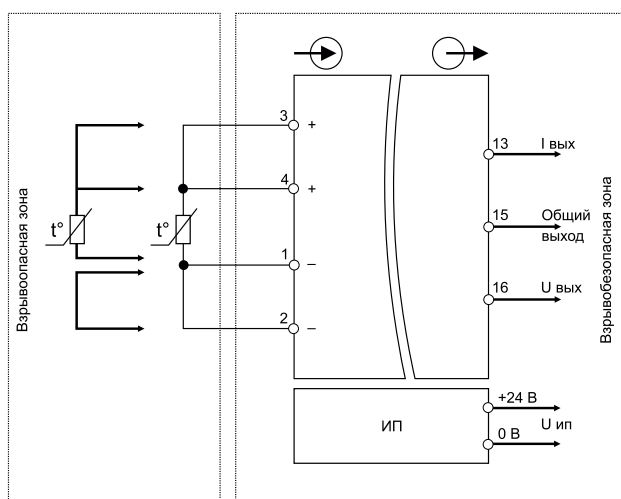 Взрывоопасная зона
t°
t°
3
+
4
+
1
–
2
–
13
I вых
15
Общий
выход
16
U вых
Взрывобезопасная зона
ИП
+24 В
U ип
0 В